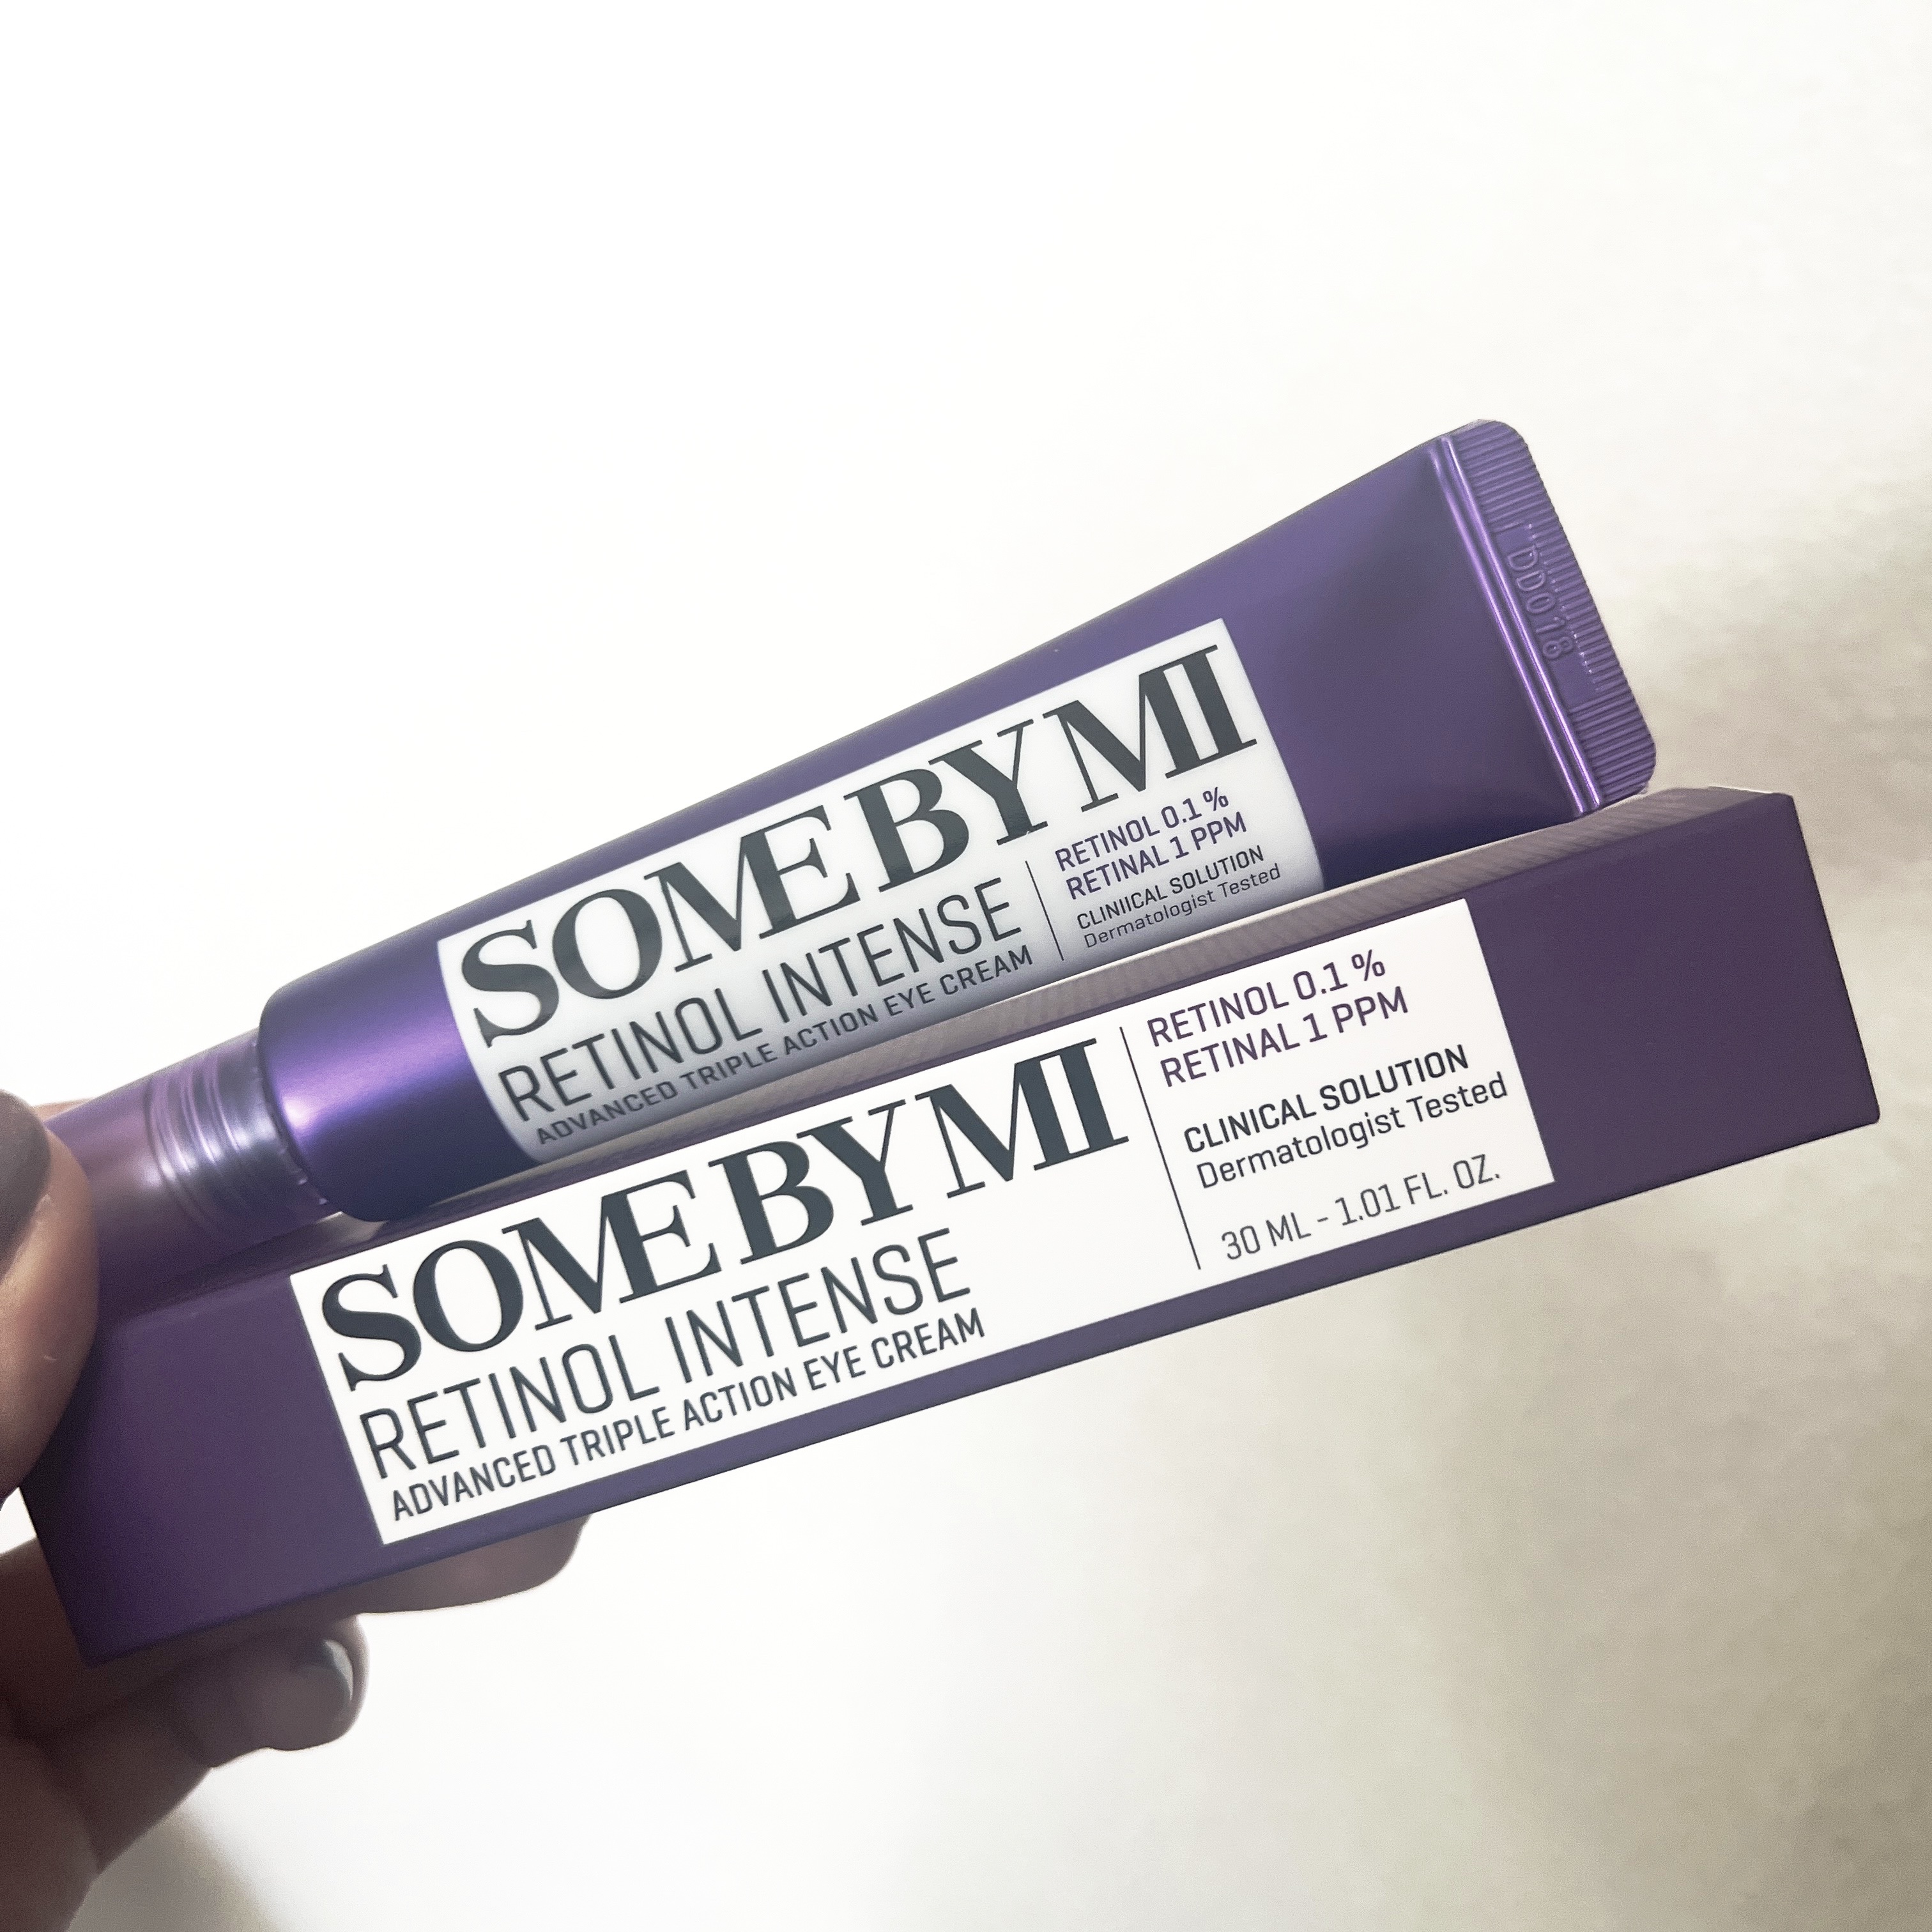 SOME BY MI
RETINOL INTENSE
ADVANCED TRIPLE ACTION EYE CREAM
RETINOL 0.1 %
RETINAL 1 PPM
CLINIICAL SOLUTION
Dermatologist Tested
DD018
SOME BY MI
RETINOL INTENSE
ADVANCED TRIPLE ACTION EYE CREAM
RETINOL 0.1 %
RETINAL 1 PPM
CLINICAL SOLUTION
Dermatologist Tested
30 ML - 1.01 FL. OZ.